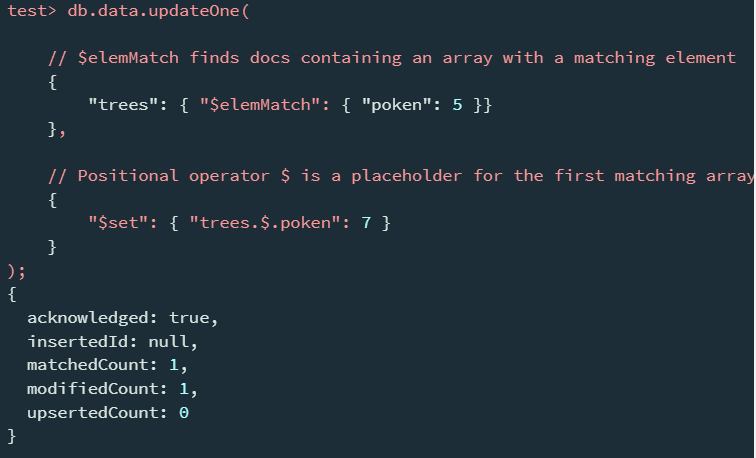 test> db.data.updateOne(
// $elemMatch finds docs containing an array with a matching element
{
"trees": { "$elemMatch": { "poken": 5 }}
},
// Positional operator $ is a placeholder for the first matching array
{
"$set": { "trees.$.poken": 7 }
}
);
{
acknowledged: true,
insertedId: null,
matchedCount: 1,
modifiedCount: 1,
upsertedCount: 0
}